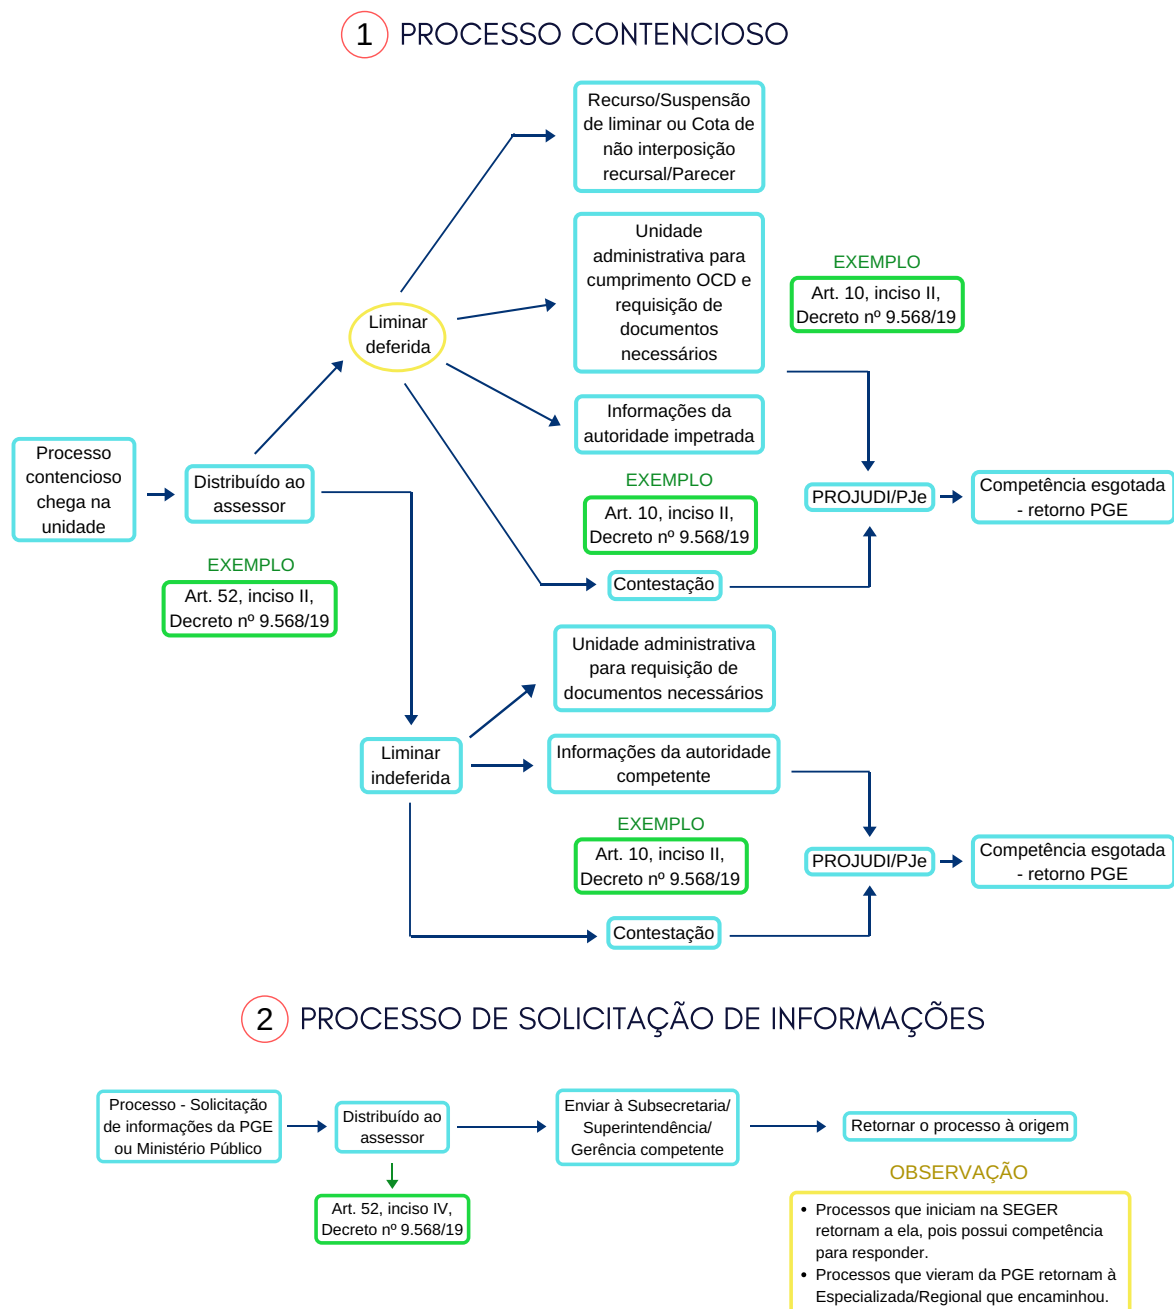 1 PROCESSO CONTENCIOSO
Recurso/Suspensão
de liminar ou Cota de
não interposição
recursal/Parecer
Unidade
administrativa para
cumprimento OCD e
requisição de
documentos
necessários
EXEMPLO
Art. 10, inciso II,
Decreto nº 9.568/19
Liminar
deferida
Informações da
autoridade impetrada
Processo
contencioso
chega na
unidade
Distribuído ao
assessor
EXEMPLO
Art. 10, inciso II,
Decreto nº 9.568/19
PROJUDI/PJe
Competência esgotada
- retorno PGE
EXEMPLO
Art. 52, inciso II,
Decreto nº 9.568/19
Contestação
Unidade administrativa
para requisição de
documentos necessários
Liminar
indeferida
Informações da autoridade
competente
EXEMPLO
Art. 10, inciso II,
Decreto nº 9.568/19
PROJUDI/PJe
Competência esgotada
- retorno PGE
Contestação
2 PROCESSO DE SOLICITAÇÃO DE INFORMAÇÕES
Processo - Solicitação
de informações da PGE
ou Ministério Público
Distribuído ao
assessor
Enviar à Subsecretaria/
Superintendência/
Gerência competente
Retornar o processo à origem
Art. 52, inciso IV,
Decreto nº 9.568/19
OBSERVAÇÃO
• Processos que iniciam na SEGER
retornam a ela, pois possui competência
para responder.
• Processos que vieram da PGE retornam à
Especializada/Regional que encaminhou.